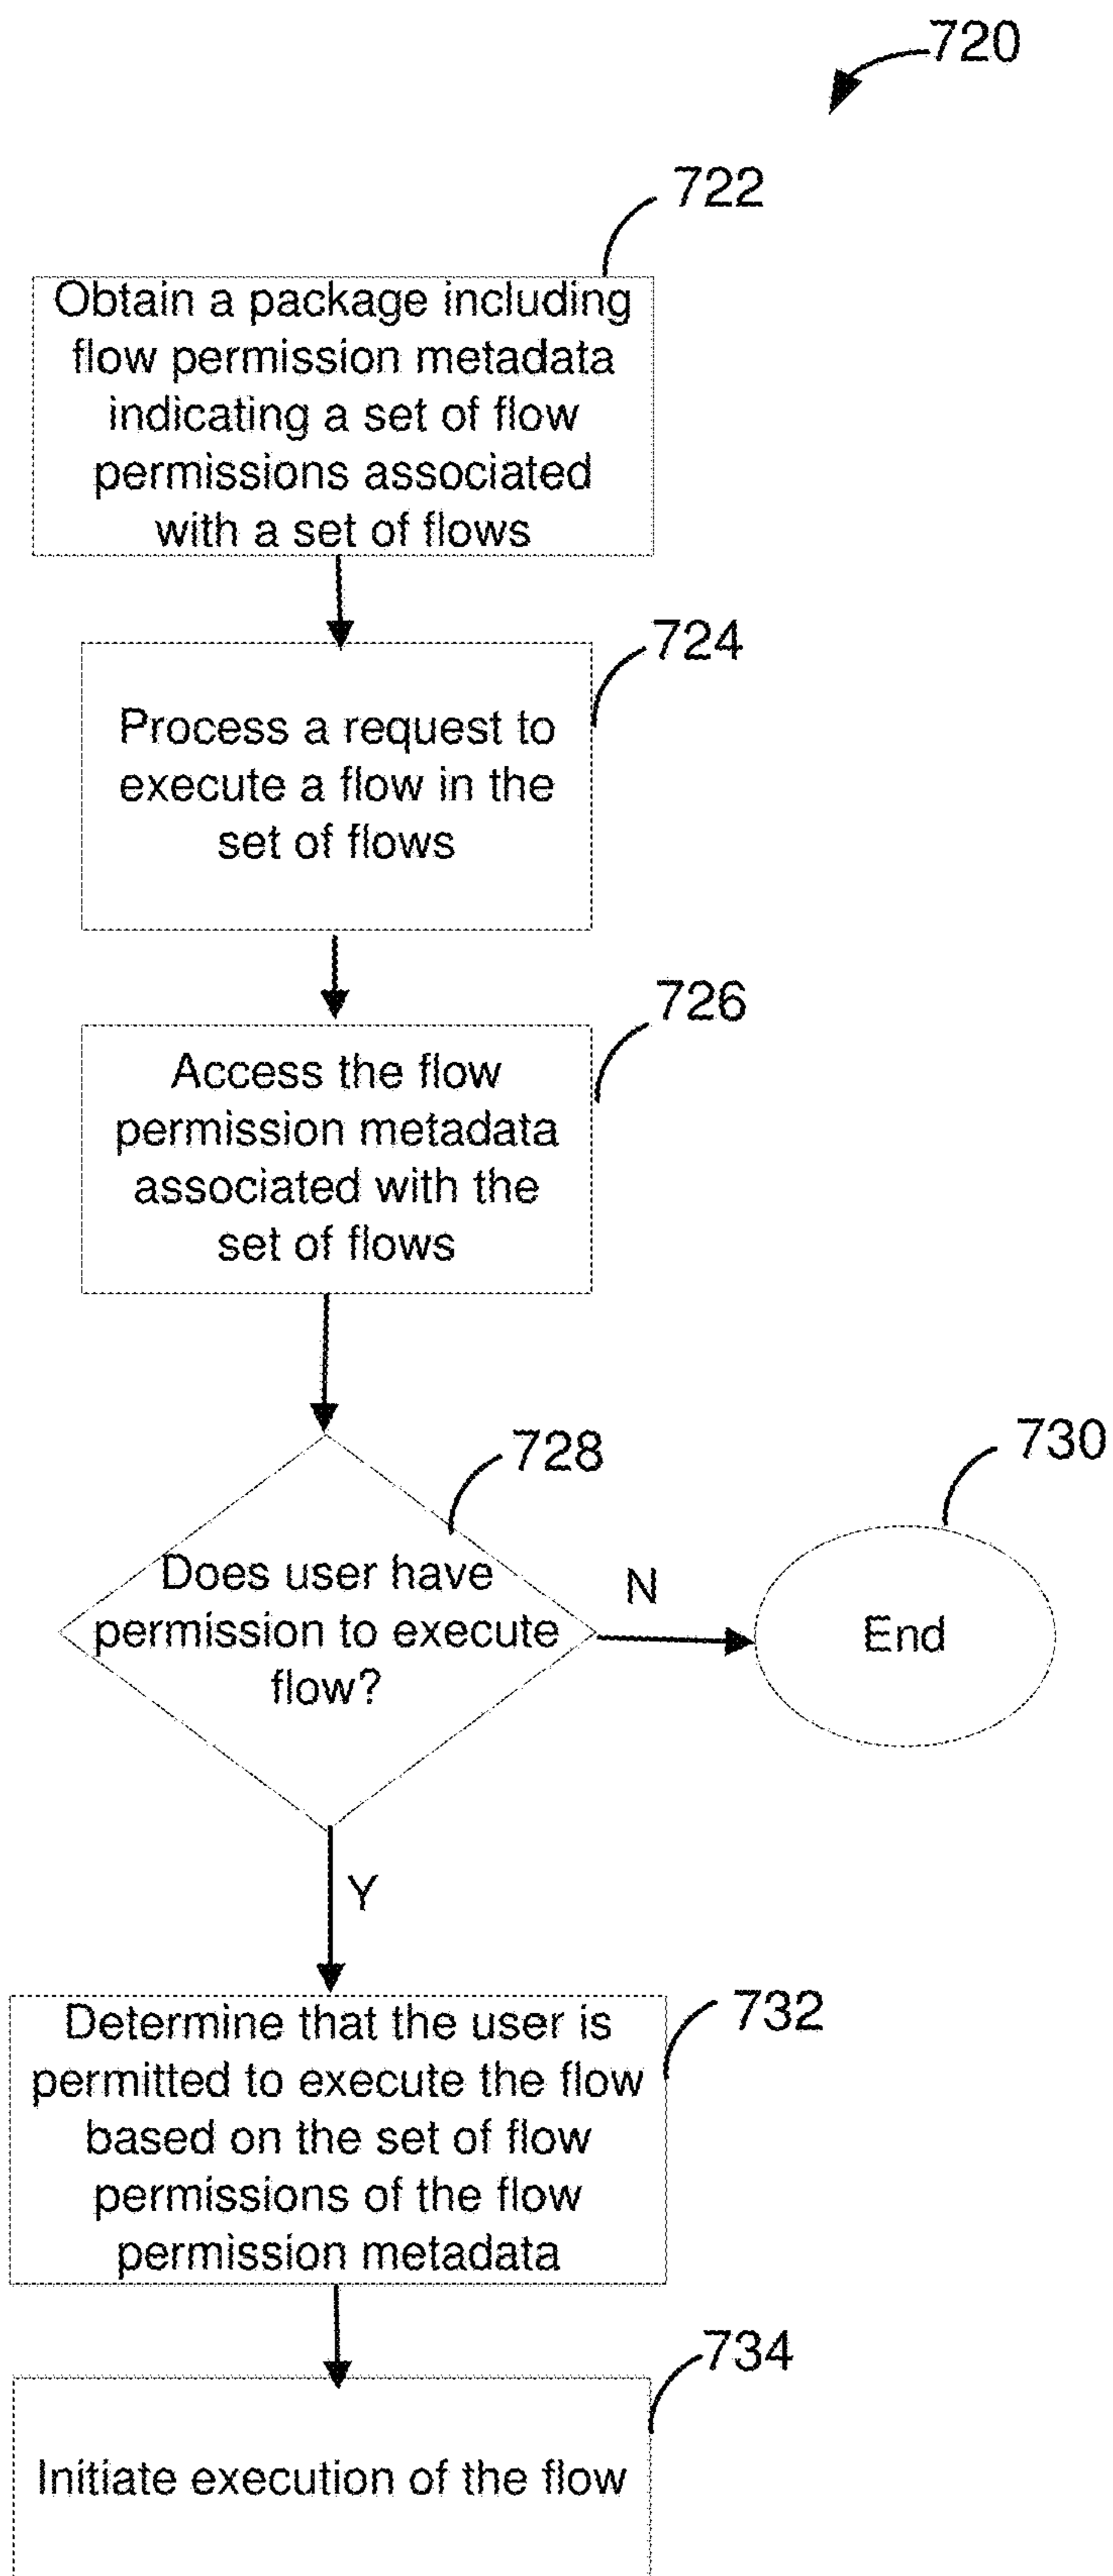 720
722
Obtain a package including
flow permission metadata
indicating a set of flow
permissions associated
with a set of flows
724
Process a request to
execute a flow in the
set of flows
726
Access the flow
permission metadata
associated with the
set of flows
728
730
Does user have
permission to execute
flow?
N
End
Y
732
Determine that the user is
permitted to execute the flow
based on the set of flow
permissions of the flow
permission metadata
734
Initiate execution of the flow